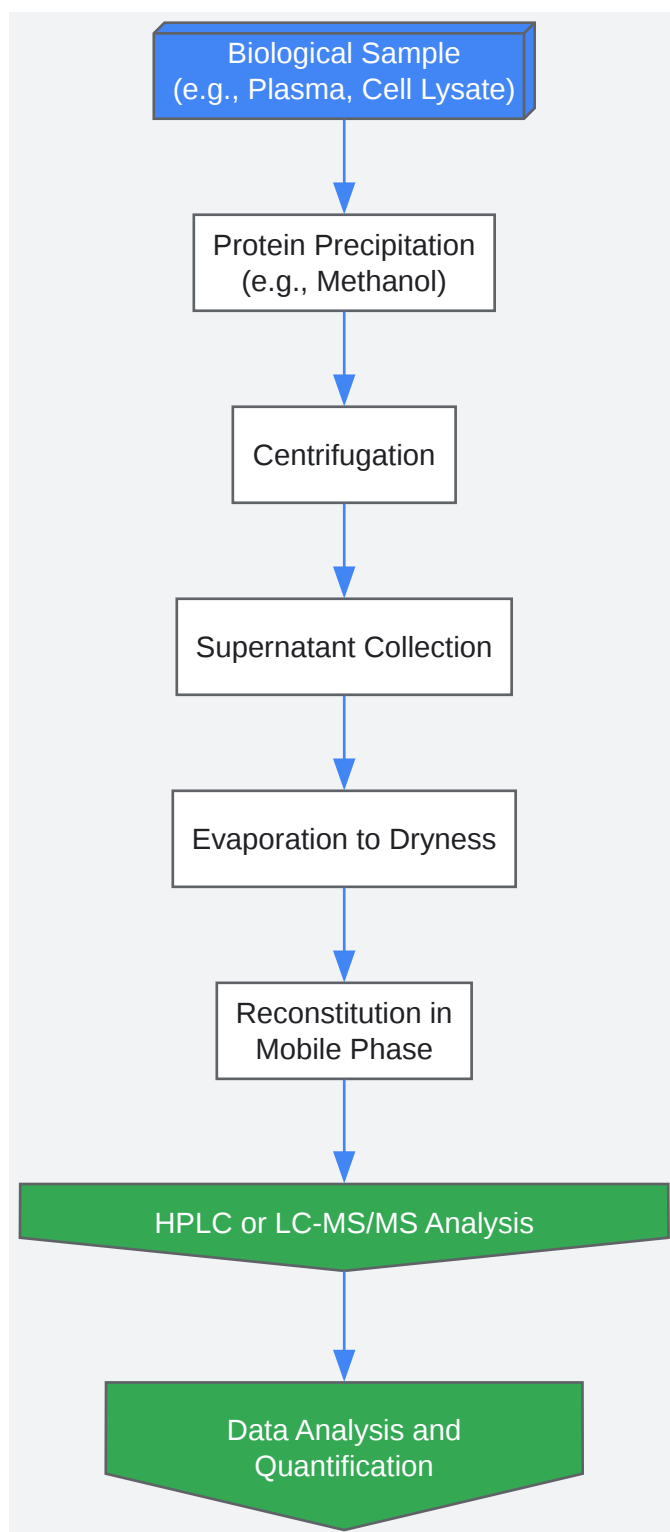 Biological Sample
(e.g., Plasma, Cell Lysate)
Protein Precipitation
(e.g., Methanol)
Centrifugation
Supernatant Collection
Evaporation to Dryness
Reconstitution in
Mobile Phase
HPLC or LC-MS/MS Analysis
Data Analysis and
Quantification